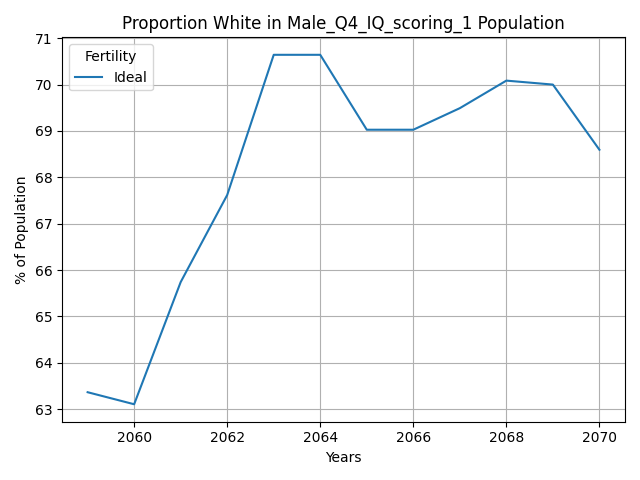 Proportion White in Male_Q4_IQ_scoring_1 Population
Fertility
Ideal
% of Population
71
70
69
68
67
66
65
64
63
2060 2062 2064 2066 2068 2070
Years